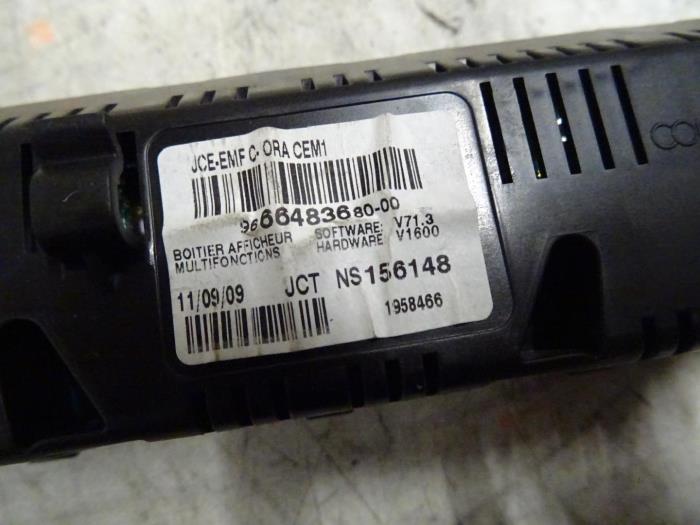 JCE-EMF C- ORA CEM1
9666483680-00
BOITIER AFFICHEUR SOFTWARE: V71.3
MULTIFONCTIONS HARDWARE V1600
11/09/09 JCT NS156148
1958466